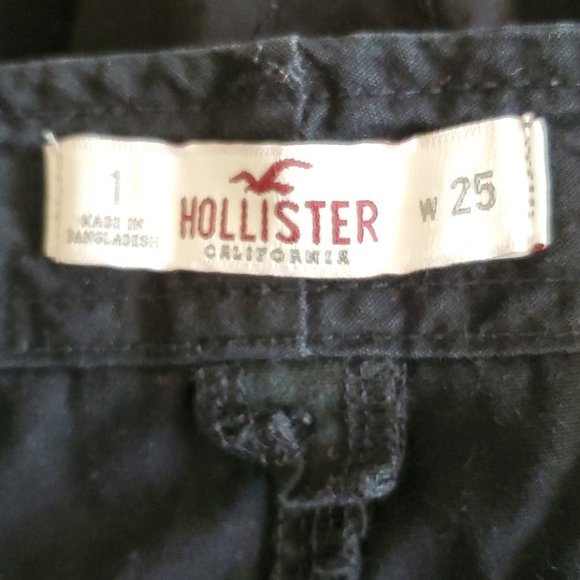 1
MADE IN
BANGLADESH
HOLLISTER
CALIFORNIA
W 25